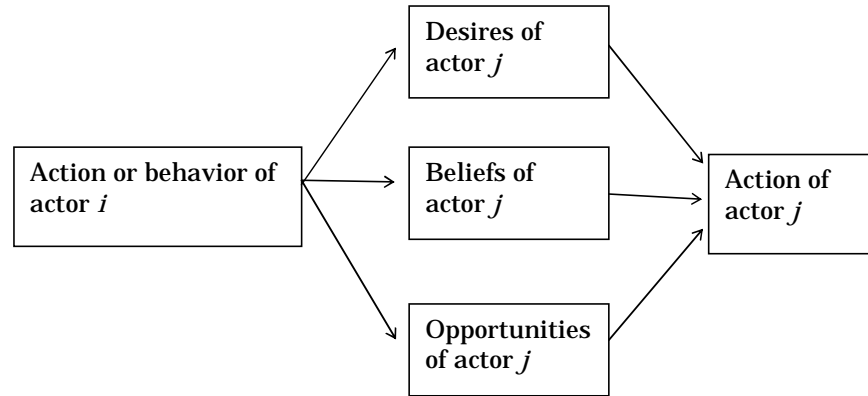 Desires of
actor j
Action or behavior of
actor i
Beliefs of
actor j
Action of
actor j
Opportunities
of actor j